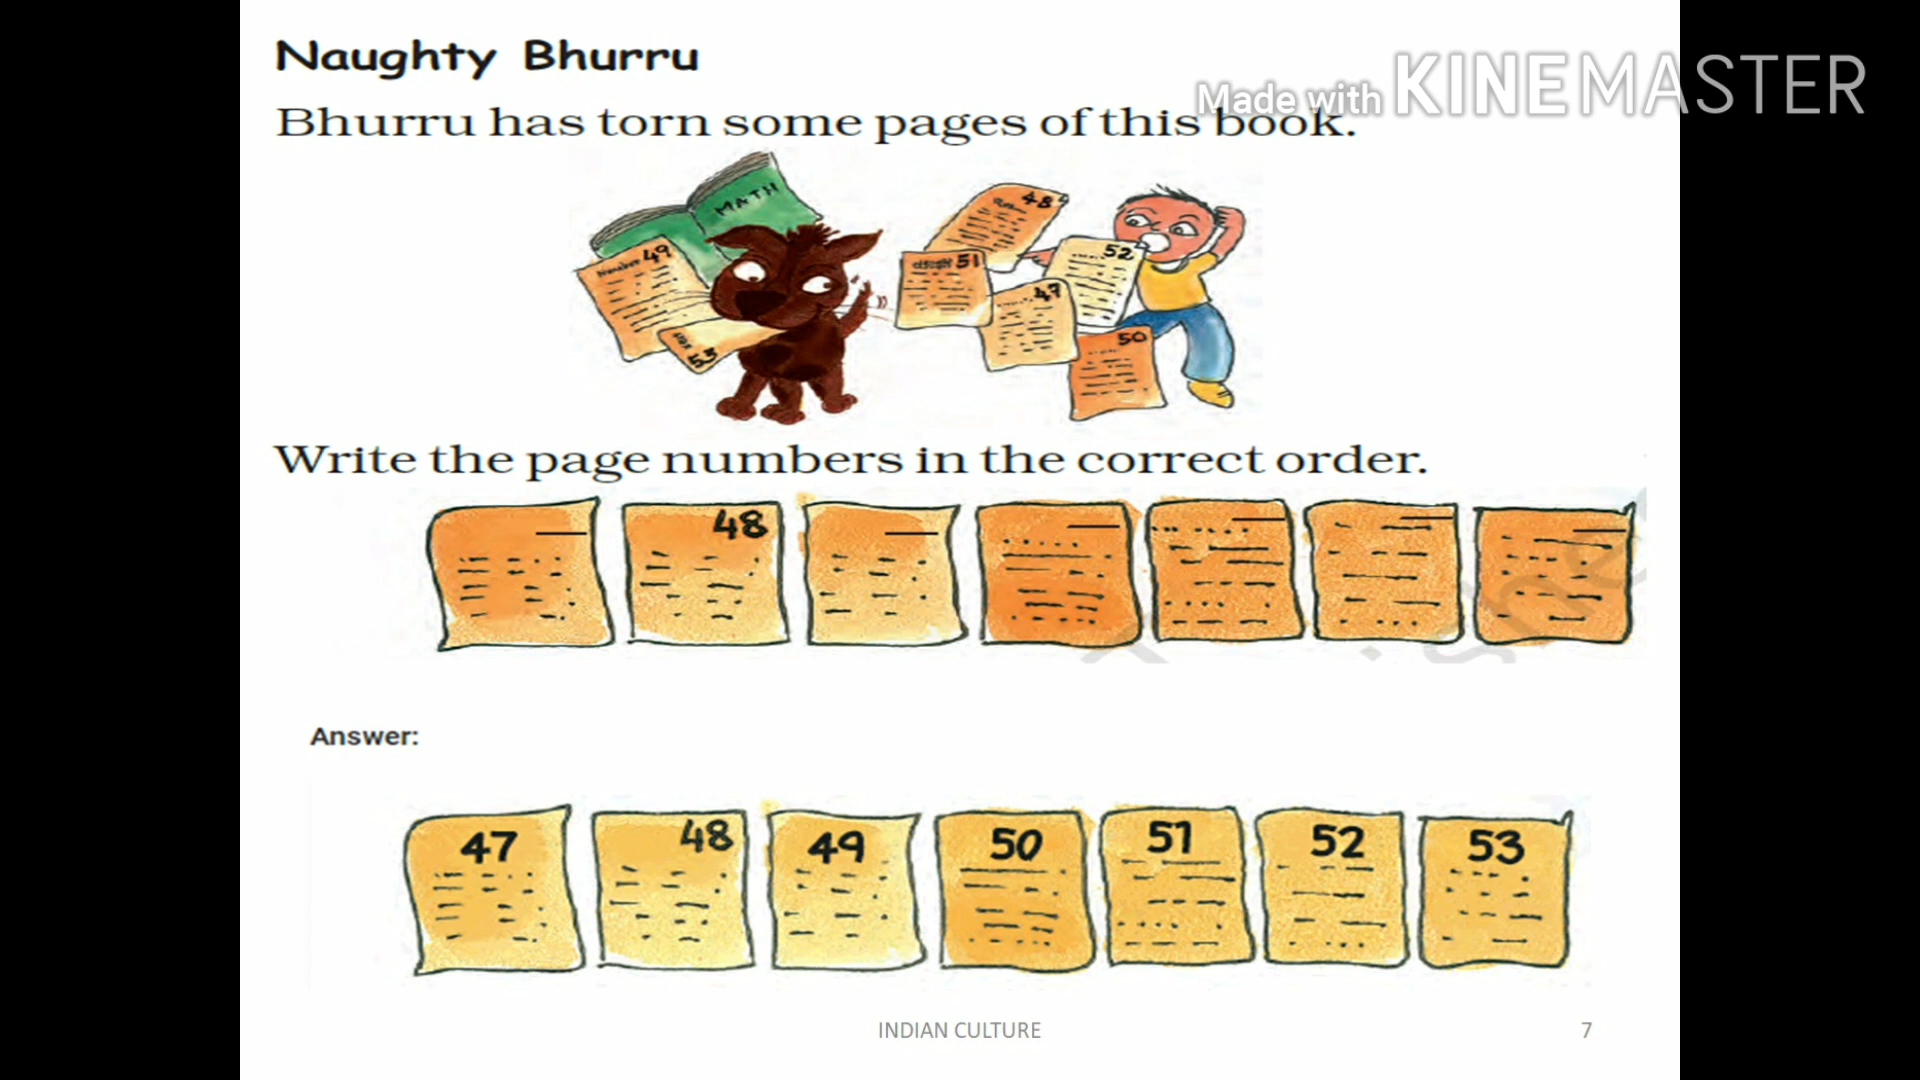 Naughty Bhurru
Made with KINEMASTER
Bhurru has torn some pages of this book.
MATH
48
Number 49
51
52
47
50
53
Write the page numbers in the correct order.
48
Answer:
47 48 49 50 51 52 53
INDIAN CULTURE
7